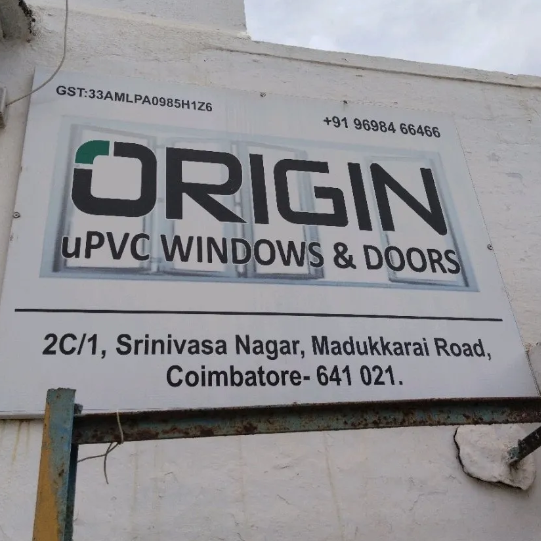 GST:33AMLPA0985H1Z6
+91 96984 66466
ORIGIN
uPVC WINDOWS & DOORS
2C/1, Srinivasa Nagar, Madukkarai Road,
Coimbatore- 641 021.